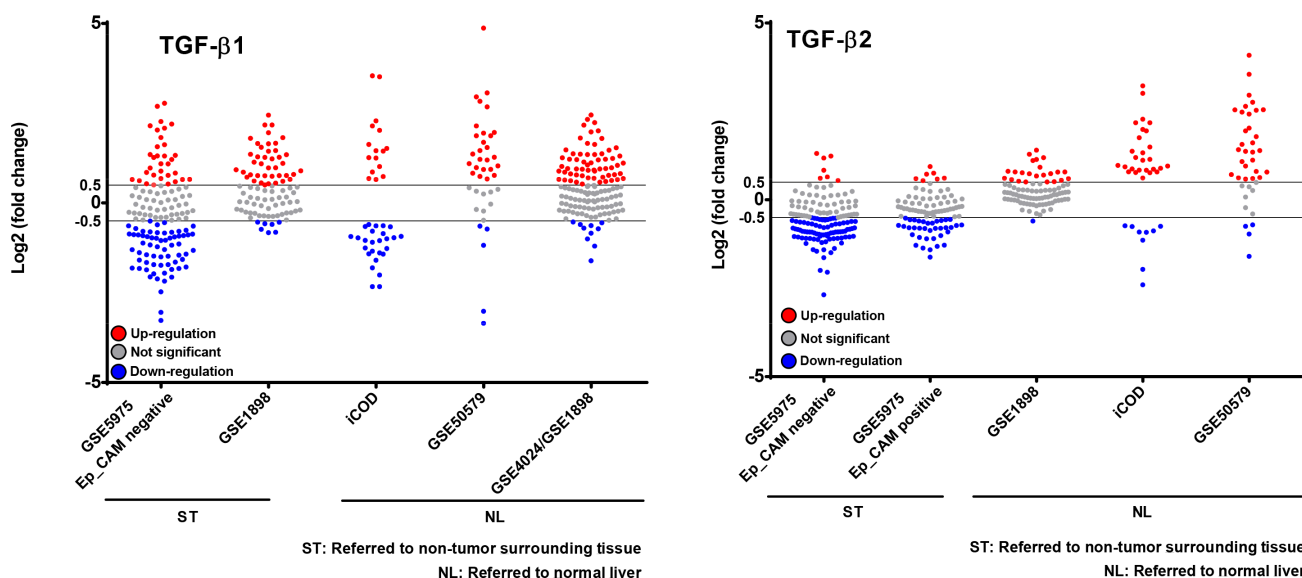 5
TGF-β1
Log2 (fold change)
0.5
0
-0.5
Up-regulation
Not significant
Down-regulation
-5
GSE5975
Ep_CAM negative
GSE1898
iCOD
GSE50579
GSE4024/GSE1898
ST
NL
ST: Referred to non-tumor surrounding tissue
NL: Referred to normal liver
5
TGF-β2
Log2 (fold change)
0.5
0
-0.5
Up-regulation
Not significant
Down-regulation
-5
GSE5975
Ep_CAM negative
GSE5975
Ep_CAM positive
GSE1898
iCOD
GSE50579
ST
NL
ST: Referred to non-tumor surrounding tissue
NL: Referred to normal liver